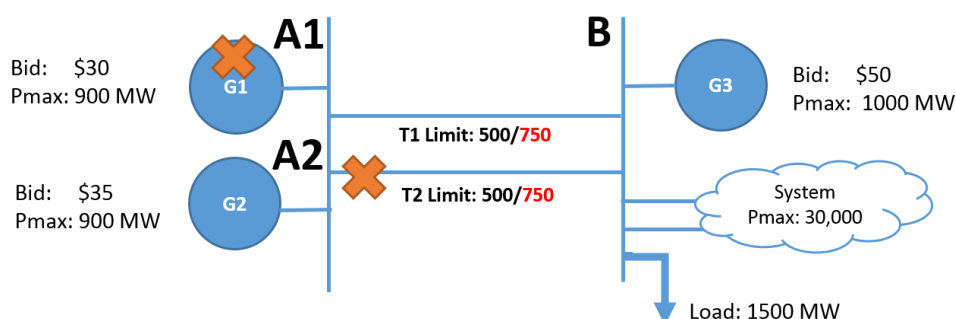 A1
B
Bid: $30
Pmax: 900 MW
G1
G3
Bid: $50
Pmax: 1000 MW
T1 Limit: 500/750
A2
Bid: $35
Pmax: 900 MW
G2
T2 Limit: 500/750
System
Pmax: 30,000
Load: 1500 MW